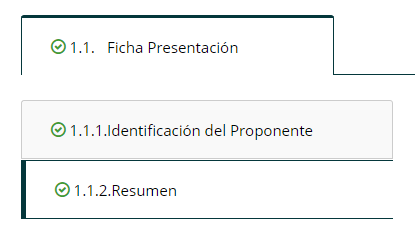 1.1. Ficha Presentación
1.1.1.Identificación del Proponente
1.1.2.Resumen